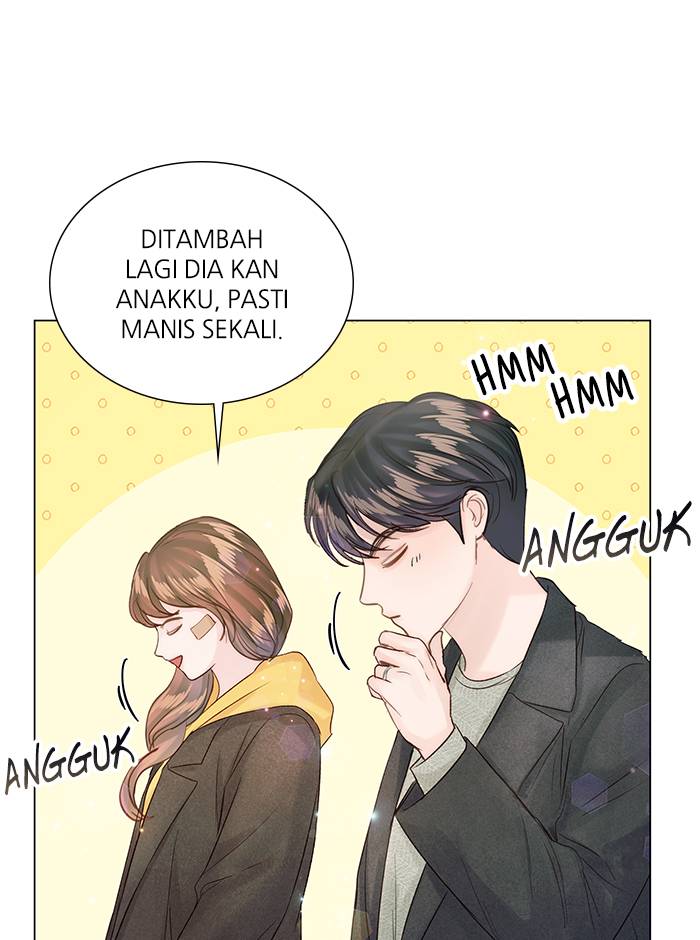 DITAMBAH
LAGI DIA KAN
ANAKKU, PASTI
MANIS SEKALI.
HMM
HMM
ANGGUK
ANGGUK